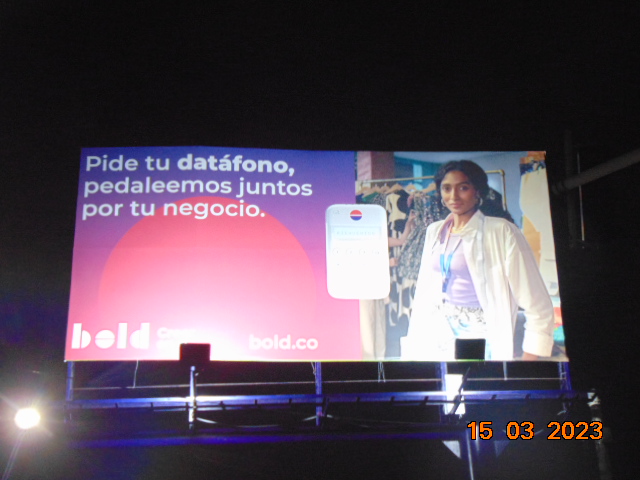 Pide tu datáfono,
pedaleemos juntos
por tu negocio.
bold
bold.co
15 03 2023